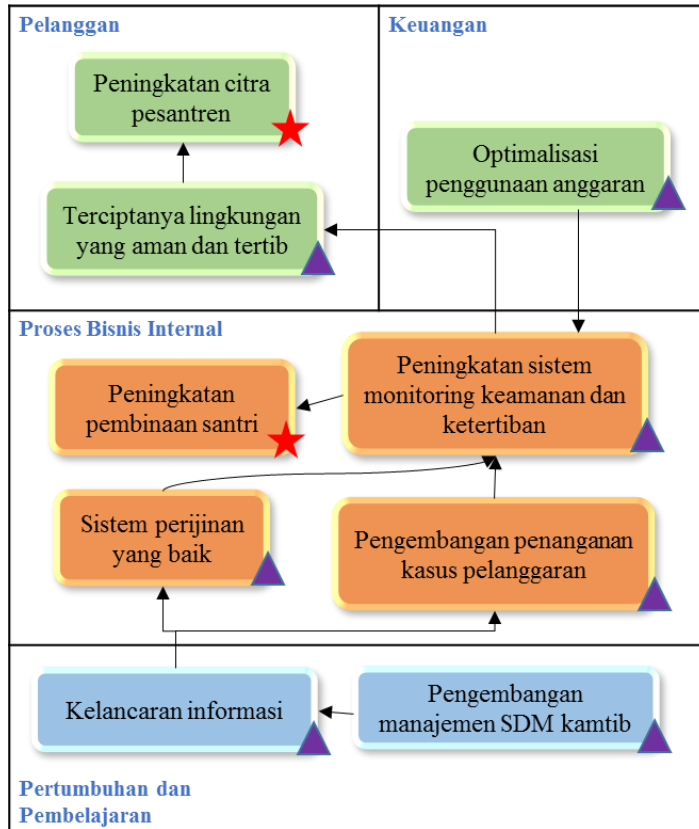 Pelanggan
Peningkatan citra
pesantren
Terciptanya lingkungan
yang aman dan tertib
Keuangan
Optimalisasi
penggunaan anggaran
Proses Bisnis Internal
Peningkatan
pembinaan santri
Peningkatan sistem
monitoring keamanan dan
ketertiban
Sistem perijinan
yang baik
Pengembangan penanganan
kasus pelanggaran
Kelancaran informasi
Pengembangan
manajemen SDM kamtib
Pertumbuhan dan
Pembelajaran